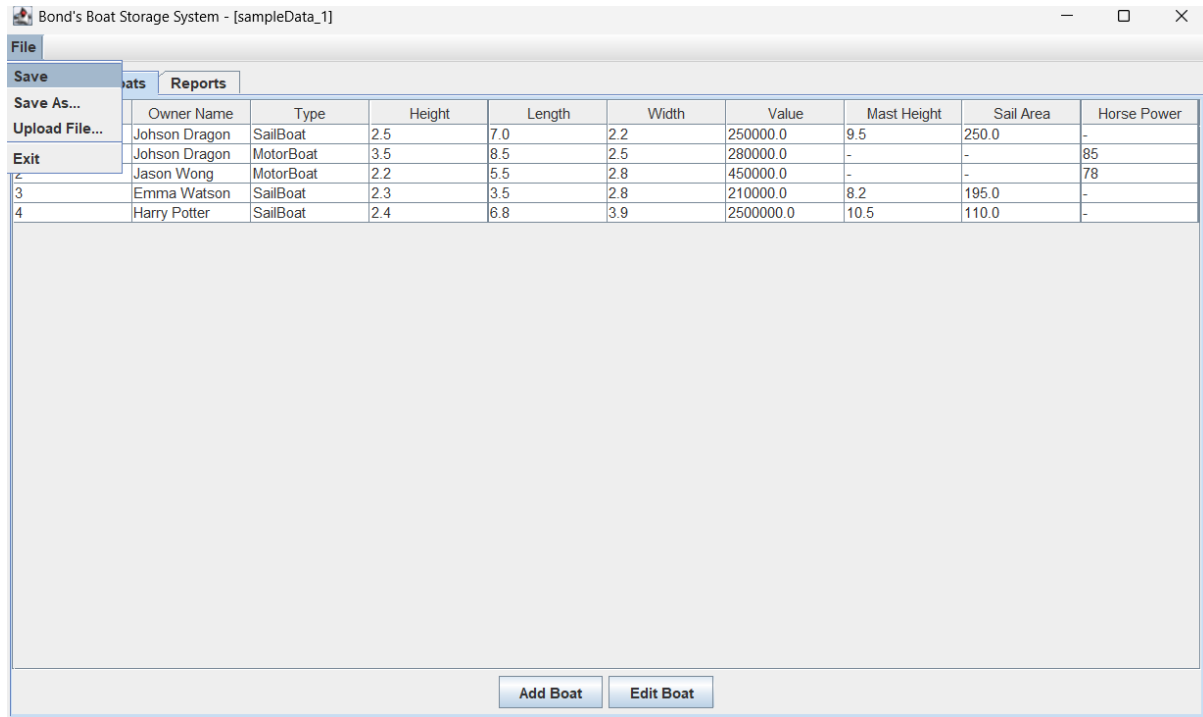 Bond's Boat Storage System - [sampleData_1]
File
Save
Save As...
Upload File...
Exit
Reports
Owner Name Type Height Length Width Value Mast Height Sail Area Horse Power
Johson Dragon SailBoat 2.5 7.0 2.2 250000.0 9.5 250.0 -
Johson Dragon MotorBoat 3.5 8.5 2.5 280000.0 - - 85
Jason Wong MotorBoat 2.2 5.5 2.8 450000.0 - - 78
3 Emma Watson SailBoat 2.3 3.5 2.8 210000.0 8.2 195.0 -
4 Harry Potter SailBoat 2.4 6.8 3.9 2500000.0 10.5 110.0 -
Add Boat Edit Boat